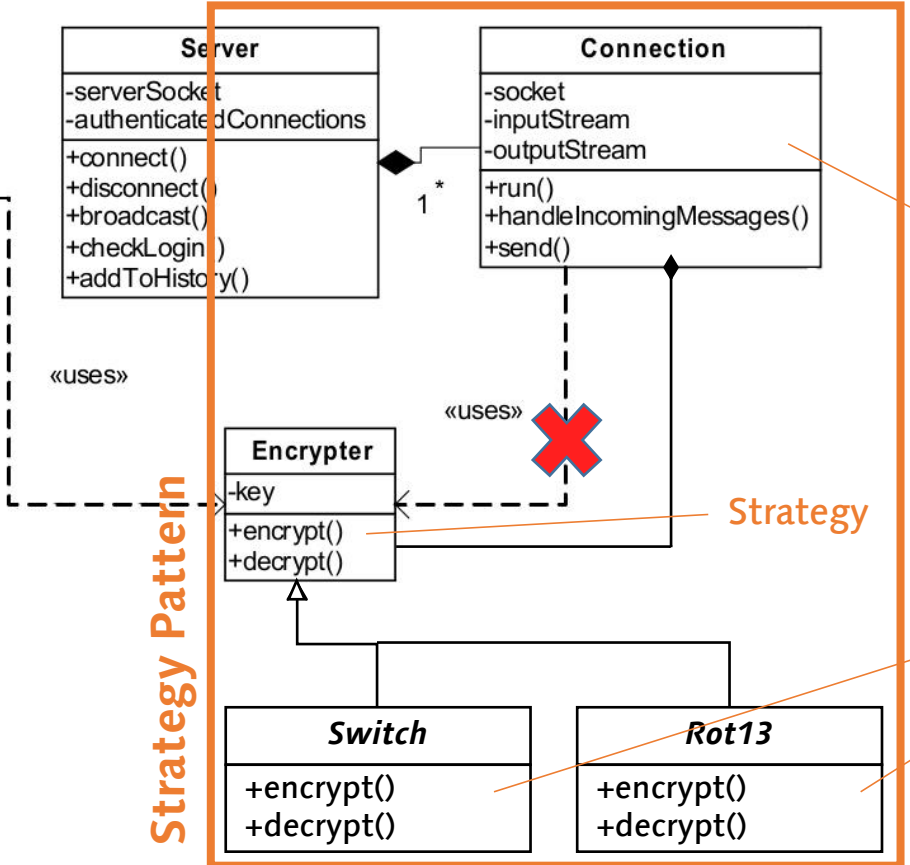 Server
-serverSocket
-authenticatedConnections
+connect()
+disconnect()
+broadcast()
+checkLogin()
+addToHistory()
Connection
-socket
-inputStream
-outputStream
+run()
+handleIncomingMessages()
+send()
1
*
«uses»
«uses»
Encrypter
-key
+encrypt()
+decrypt()
Strategy
Strategy Pattern
Switch
+encrypt()
+decrypt()
Rot13
+encrypt()
+decrypt()